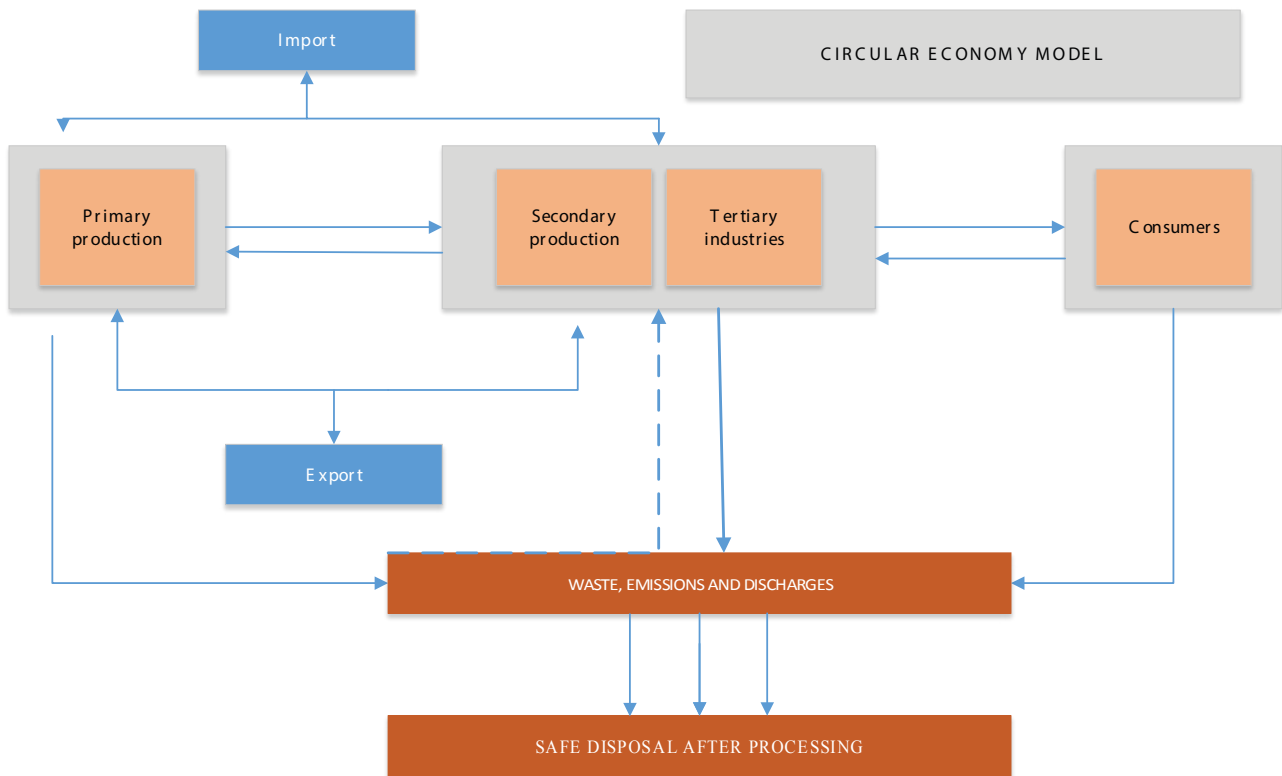 Import
CIRCULAR ECONOMY MODEL
Primary
production
Secondary
production
Tertiary
industries
Consumers
Export
WASTE, EMISSIONS AND DISCHARGES
SAFE DISPOSAL AFTER PROCESSING